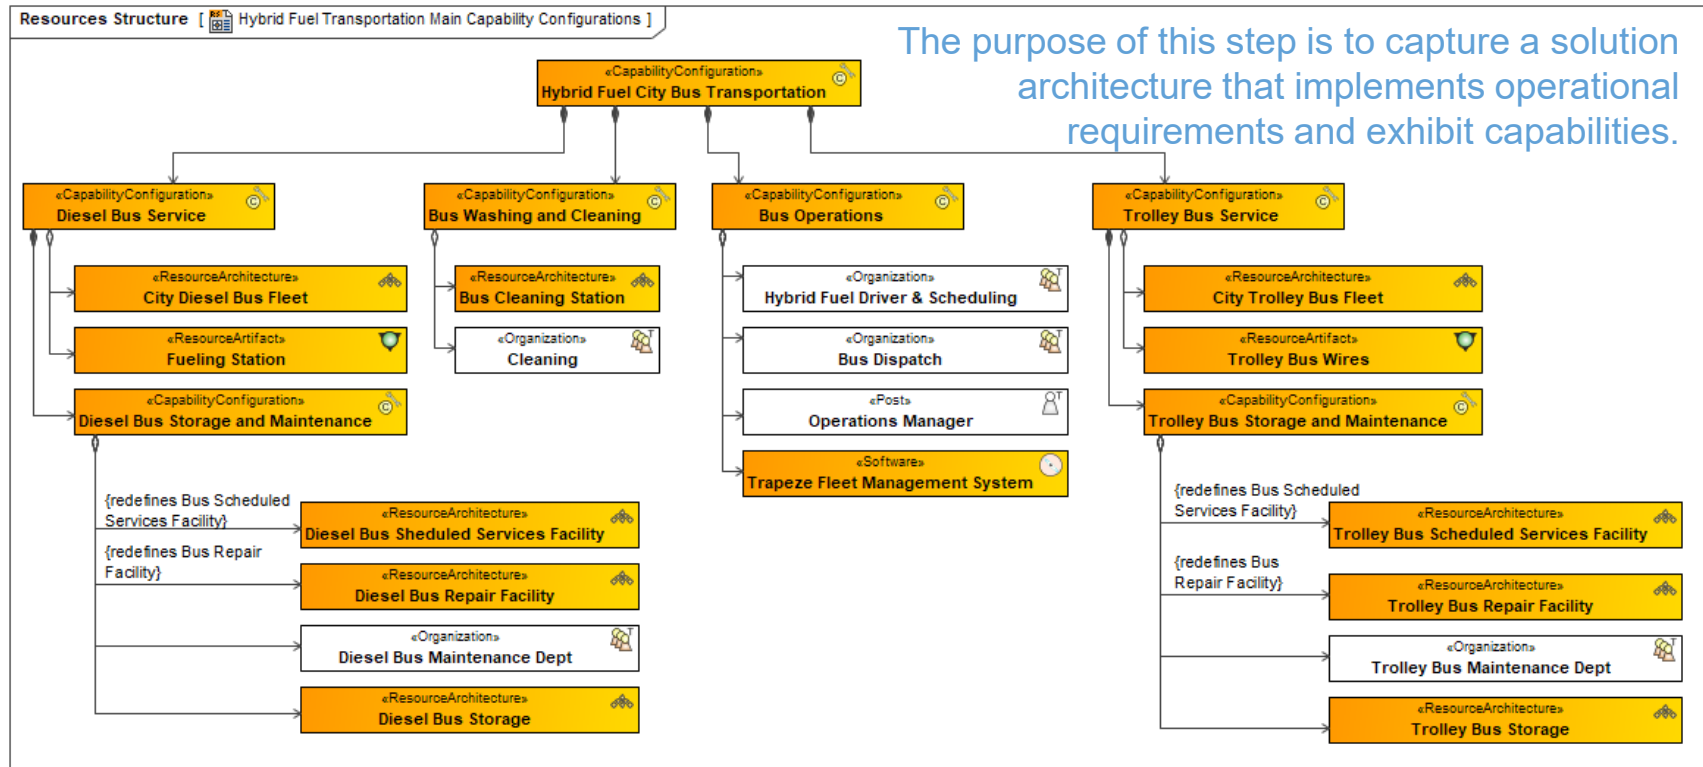 Resources Structure [ Hybrid Fuel Transportation Main Capability Configurations ]
The purpose of this step is to capture a solution
architecture that implements operational
requirements and exhibit capabilities.
«CapabilityConfiguration»
Hybrid Fuel City Bus Transportation
«CapabilityConfiguration»
Diesel Bus Service
«CapabilityConfiguration»
Bus Washing and Cleaning
«CapabilityConfiguration»
Bus Operations
«CapabilityConfiguration»
Trolley Bus Service
«ResourceArchitecture»
City Diesel Bus Fleet
«ResourceArtifact»
Fueling Station
«CapabilityConfiguration»
Diesel Bus Storage and Maintenance
{redefines Bus Scheduled
Services Facility}
«ResourceArchitecture»
Diesel Bus Sheduled Services Facility
{redefines Bus Repair
Facility}
«ResourceArchitecture»
Diesel Bus Repair Facility
«Organization»
Diesel Bus Maintenance Dept
«ResourceArchitecture»
Diesel Bus Storage
«ResourceArchitecture»
Bus Cleaning Station
«Organization»
Cleaning
«Organization»
Hybrid Fuel Driver & Scheduling
«Organization»
Bus Dispatch
«Post»
Operations Manager
«Software»
Trapeze Fleet Management System
«ResourceArchitecture»
City Trolley Bus Fleet
«ResourceArtifact»
Trolley Bus Wires
«CapabilityConfiguration»
Trolley Bus Storage and Maintenance
{redefines Bus Scheduled
Services Facility}
«ResourceArchitecture»
Trolley Bus Scheduled Services Facility
{redefines Bus
Repair Facility}
«ResourceArchitecture»
Trolley Bus Repair Facility
«Organization»
Trolley Bus Maintenance Dept
«ResourceArchitecture»
Trolley Bus Storage